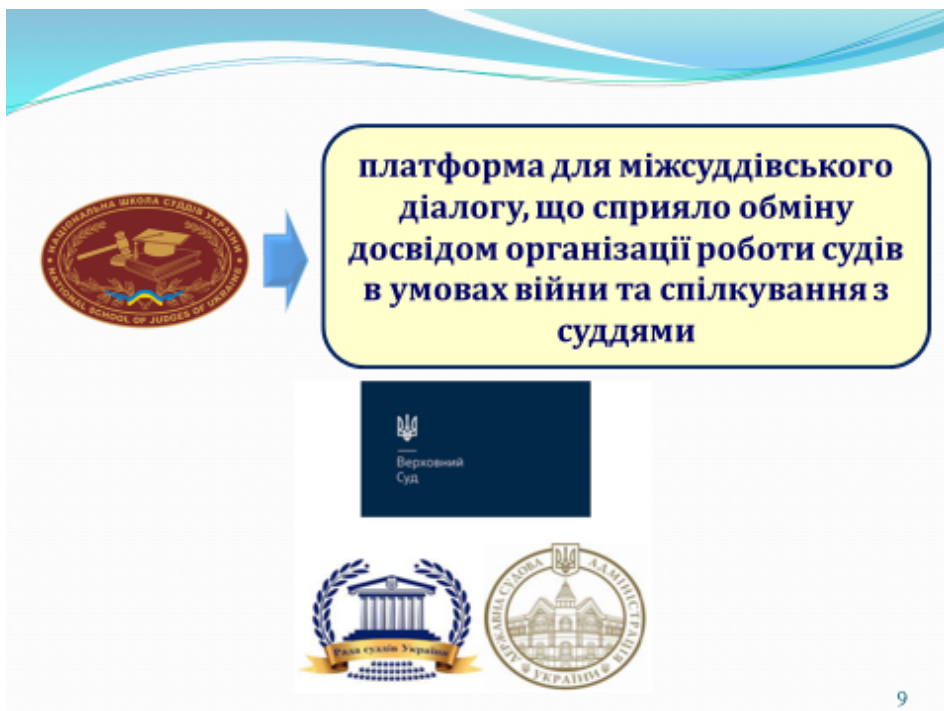 НАЦІОНАЛЬНА ШКОЛА СУДДІВ УКРАЇНИ
NATIONAL SCHOOL OF JUDGES OF UKRAINE
платформа для міжсуддівського
діалогу, що сприяло обміну
досвідом організації роботи судів
в умовах війни та спілкування з
суддями
Верховний
Суд
Рада суддів України
ДЕРЖАВНА СУДОВА АДМІНІСТРАЦІЯ
УКРАЇНИ
9